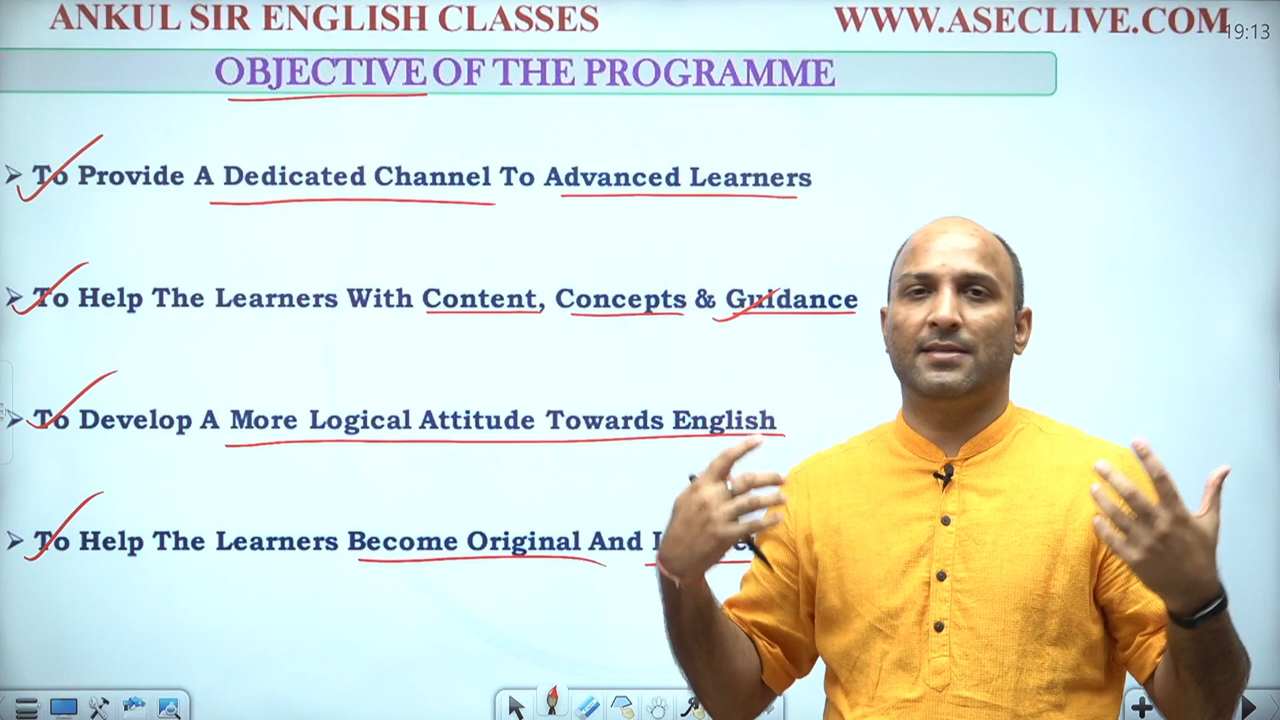 ANKUL SIR ENGLISH CLASSES WWW.ASECLIVE.COM
19:13
OBJECTIVE OF THE PROGRAMME
➢ To Provide A Dedicated Channel To Advanced Learners
➢ To Help The Learners With Content, Concepts & Guidance
➢ To Develop A More Logical Attitude Towards English
➢ To Help The Learners Become Original And